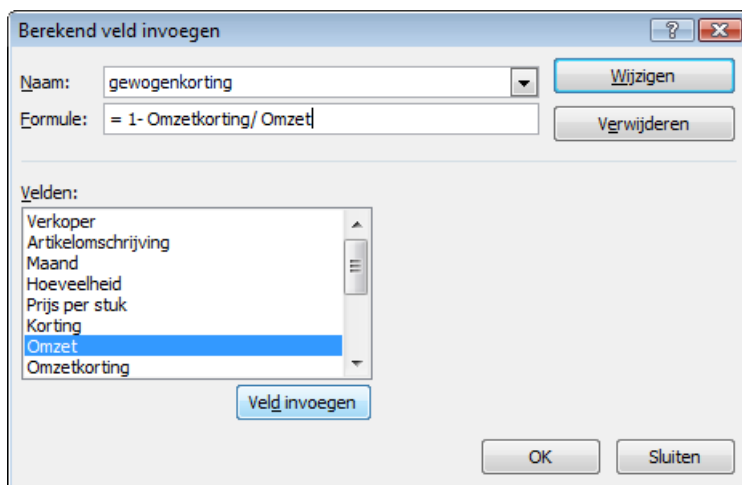 Berekend veld invoegen
Naam: gewogenkorting Wijzigen
Formule: = 1- Omzetkorting/ Omzet Verwijderen
Velden:
Verkoper
Artikelomschrijving
Maand
Hoeveelheid
Prijs per stuk
Korting
Omzet
Omzetkorting
Veld invoegen
OK Sluiten